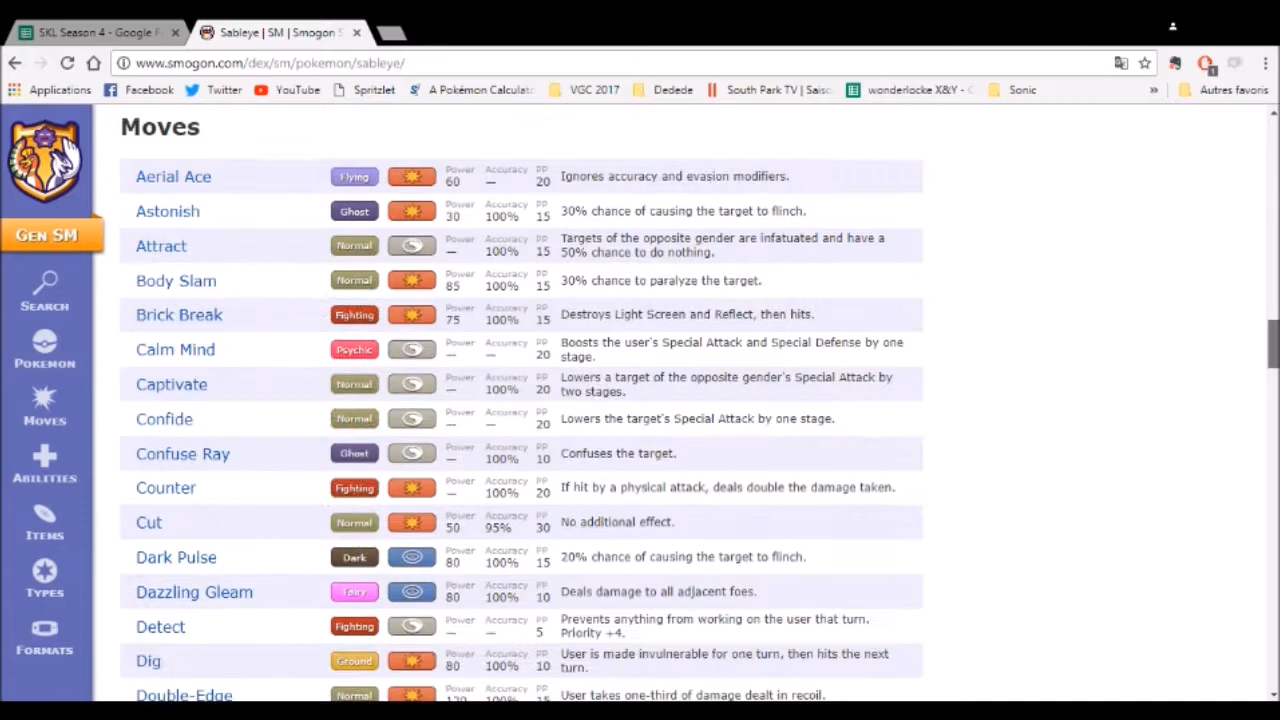 SKL Season 4 - Google F
Sableye | SM | Smogon S
www.smogon.com/dex/sm/pokemon/sableye/
Applications
Facebook
Twitter
YouTube
Spritzlet
A Pokémon Calculat
VGC 2017
Dedede
South Park TV | Sais
wonderlocke X&Y - C
Sonic
»
Autres favoris
GEN SM
SEARCH
POKEMON
MOVES
ABILITIES
ITEMS
TYPES
FORMATS
Moves
Aerial Ace Flying Power 60 Accuracy — PP 20 Ignores accuracy and evasion modifiers.
Astonish Ghost Power 30 Accuracy 100% PP 15 30% chance of causing the target to flinch.
Attract Normal Power — Accuracy 100% PP 15 Targets of the opposite gender are infatuated and have a
50% chance to do nothing.
Body Slam Normal Power 85 Accuracy 100% PP 15 30% chance to paralyze the target.
Brick Break Fighting Power 75 Accuracy 100% PP 15 Destroys Light Screen and Reflect, then hits.
Calm Mind Psychic Power — Accuracy — PP 20 Boosts the user's Special Attack and Special Defense by one
stage.
Captivate Normal Power — Accuracy 100% PP 20 Lowers a target of the opposite gender's Special Attack by
two stages.
Confide Normal Power — Accuracy — PP 20 Lowers the target's Special Attack by one stage.
Confuse Ray Ghost Power — Accuracy 100% PP 10 Confuses the target.
Counter Fighting Power — Accuracy 100% PP 20 If hit by a physical attack, deals double the damage taken.
Cut Normal Power 50 Accuracy 95% PP 30 No additional effect.
Dark Pulse Dark Power 80 Accuracy 100% PP 15 20% chance of causing the target to flinch.
Dazzling Gleam Fairy Power 80 Accuracy 100% PP 10 Deals damage to all adjacent foes.
Detect Fighting Power — Accuracy — PP 5 Prevents anything from working on the user that turn.
Priority +4.
Dig Ground Power 80 Accuracy 100% PP 10 User is made invulnerable for one turn, then hits the next
turn.
Double-Edge Normal Power 120 Accuracy 100% PP 15 User takes one-third of damage dealt in recoil.